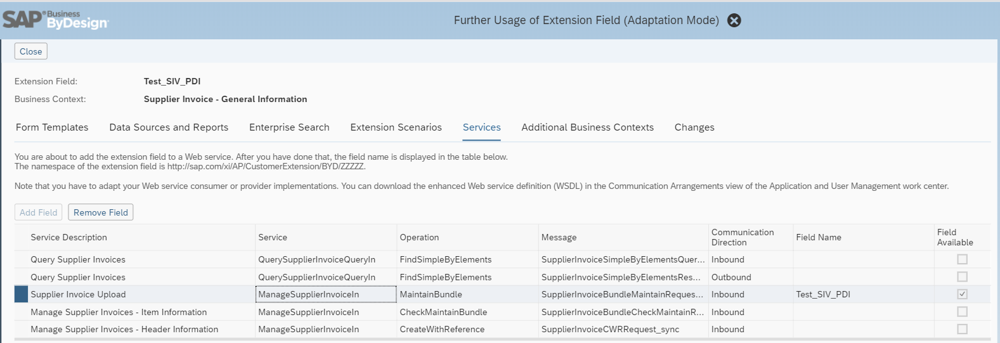 SAP Business ByDesign
Further Usage of Extension Field (Adaptation Mode)
Close
Extension Field: Test_SIV_PDI
Business Context: Supplier Invoice - General Information
Form Templates Data Sources and Reports Enterprise Search Extension Scenarios Services Additional Business Contexts Changes
You are about to add the extension field to a Web service. After you have done that, the field name is displayed in the table below.
The namespace of the extension field is http://sap.com/xi/AP/CustomerExtension/BYD/ZZZZZ.
Note that you have to adapt your Web service consumer or provider implementations. You can download the enhanced Web service definition (WSDL) in the Communication Arrangements view of the Application and User Management work center.
Add Field Remove Field
Service Description Service Operation Message Communication Direction Field Name Field Available
Query Supplier Invoices QuerySupplierInvoiceQueryIn FindSimpleByElements SupplierInvoiceSimpleByElementsQuer... Inbound
Query Supplier Invoices QuerySupplierInvoiceQueryIn FindSimpleByElements SupplierInvoiceSimpleByElementsRes... Outbound
Supplier Invoice Upload ManageSupplierInvoiceIn MaintainBundle SupplierInvoiceBundleMaintainReques... Inbound Test_SIV_PDI
Manage Supplier Invoices - Item Information ManageSupplierInvoiceIn CheckMaintainBundle SupplierInvoiceBundleCheckMaintainR... Inbound
Manage Supplier Invoices - Header Information ManageSupplierInvoiceIn CreateWithReference SupplierInvoiceCWRRequest_sync Inbound